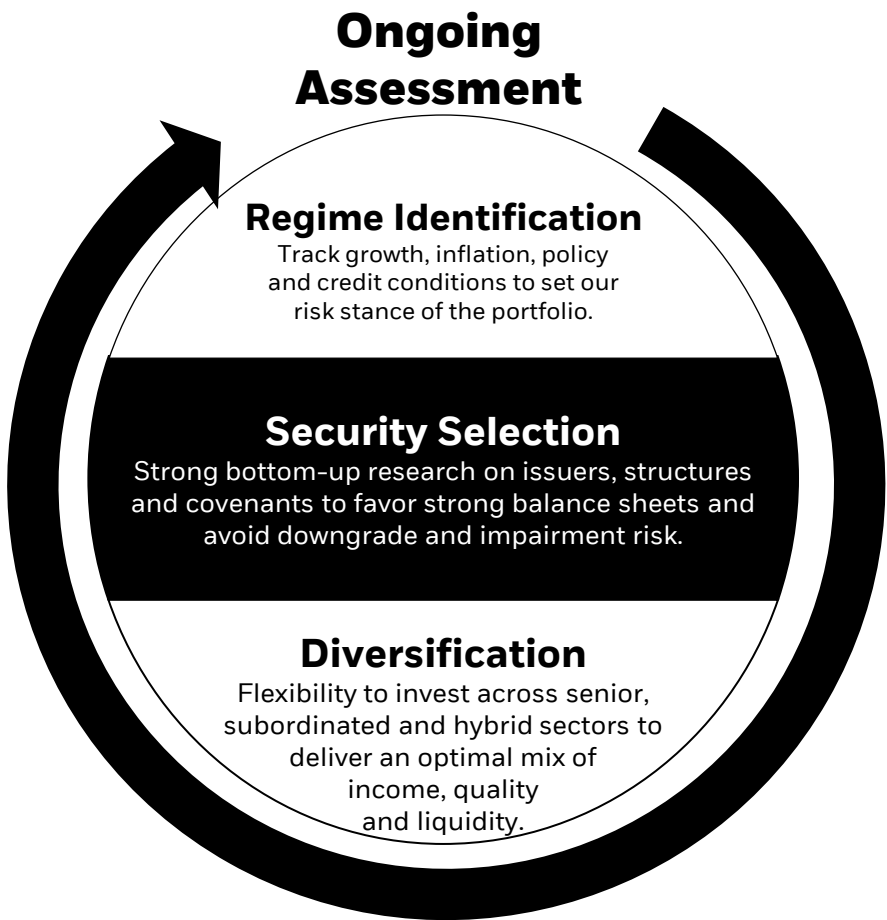 Ongoing
Assessment
Regime Identification
Track growth, inflation, policy
and credit conditions to set our
risk stance of the portfolio.
Security Selection
Strong bottom-up research on issuers, structures
and covenants to favor strong balance sheets and
avoid downgrade and impairment risk.
Diversification
Flexibility to invest across senior,
subordinated and hybrid sectors to
deliver an optimal mix of
income, quality
and liquidity.